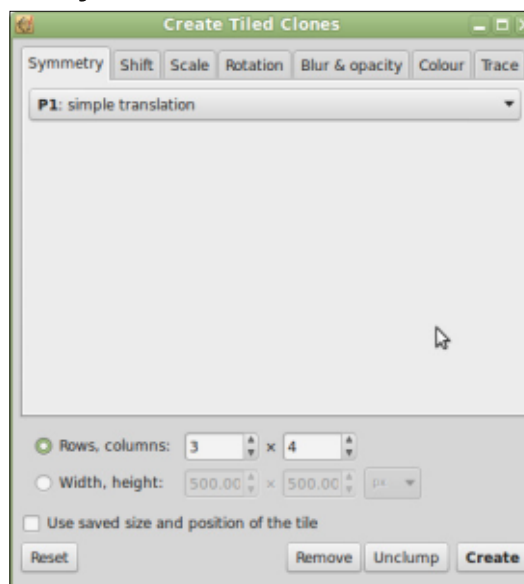 Create Tiled Clones
Symmetry Shift Scale Rotation Blur & opacity Colour Trace
P1: simple translation
Rows, columns: 3 × 4
Width, height: 500.00 × 500.00 px
Use saved size and position of the tile
Reset Remove Unclump Create